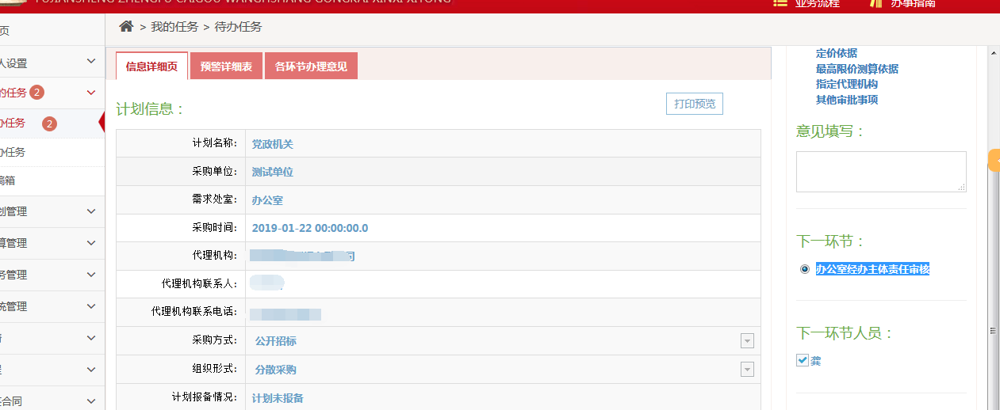 FUJIANSHENG ZHENGFU CAIGOU WANGSHANG GONGKAI XINXI XITONG
业务流程
办事指南
页
> 我的任务 > 待办任务
人设置
的任务 2
办任务 2
办任务
稿箱
划管理
算管理
务管理
统管理
合同
信息详细页
预警详细表
各环节办理意见
计划信息：
打印预览
计划名称： 党政机关
采购单位： 测试单位
需求处室： 办公室
采购时间： 2019-01-22 00:00:00.0
代理机构： 司
代理机构联系人：
代理机构联系电话：
采购方式： 公开招标
组织形式： 分散采购
计划报备情况： 计划未报备
定价依据
最高限价测算依据
指定代理机构
其他审批事项
意见填写：
下一环节：
办公室经办主体责任审核
下一环节人员：
龚